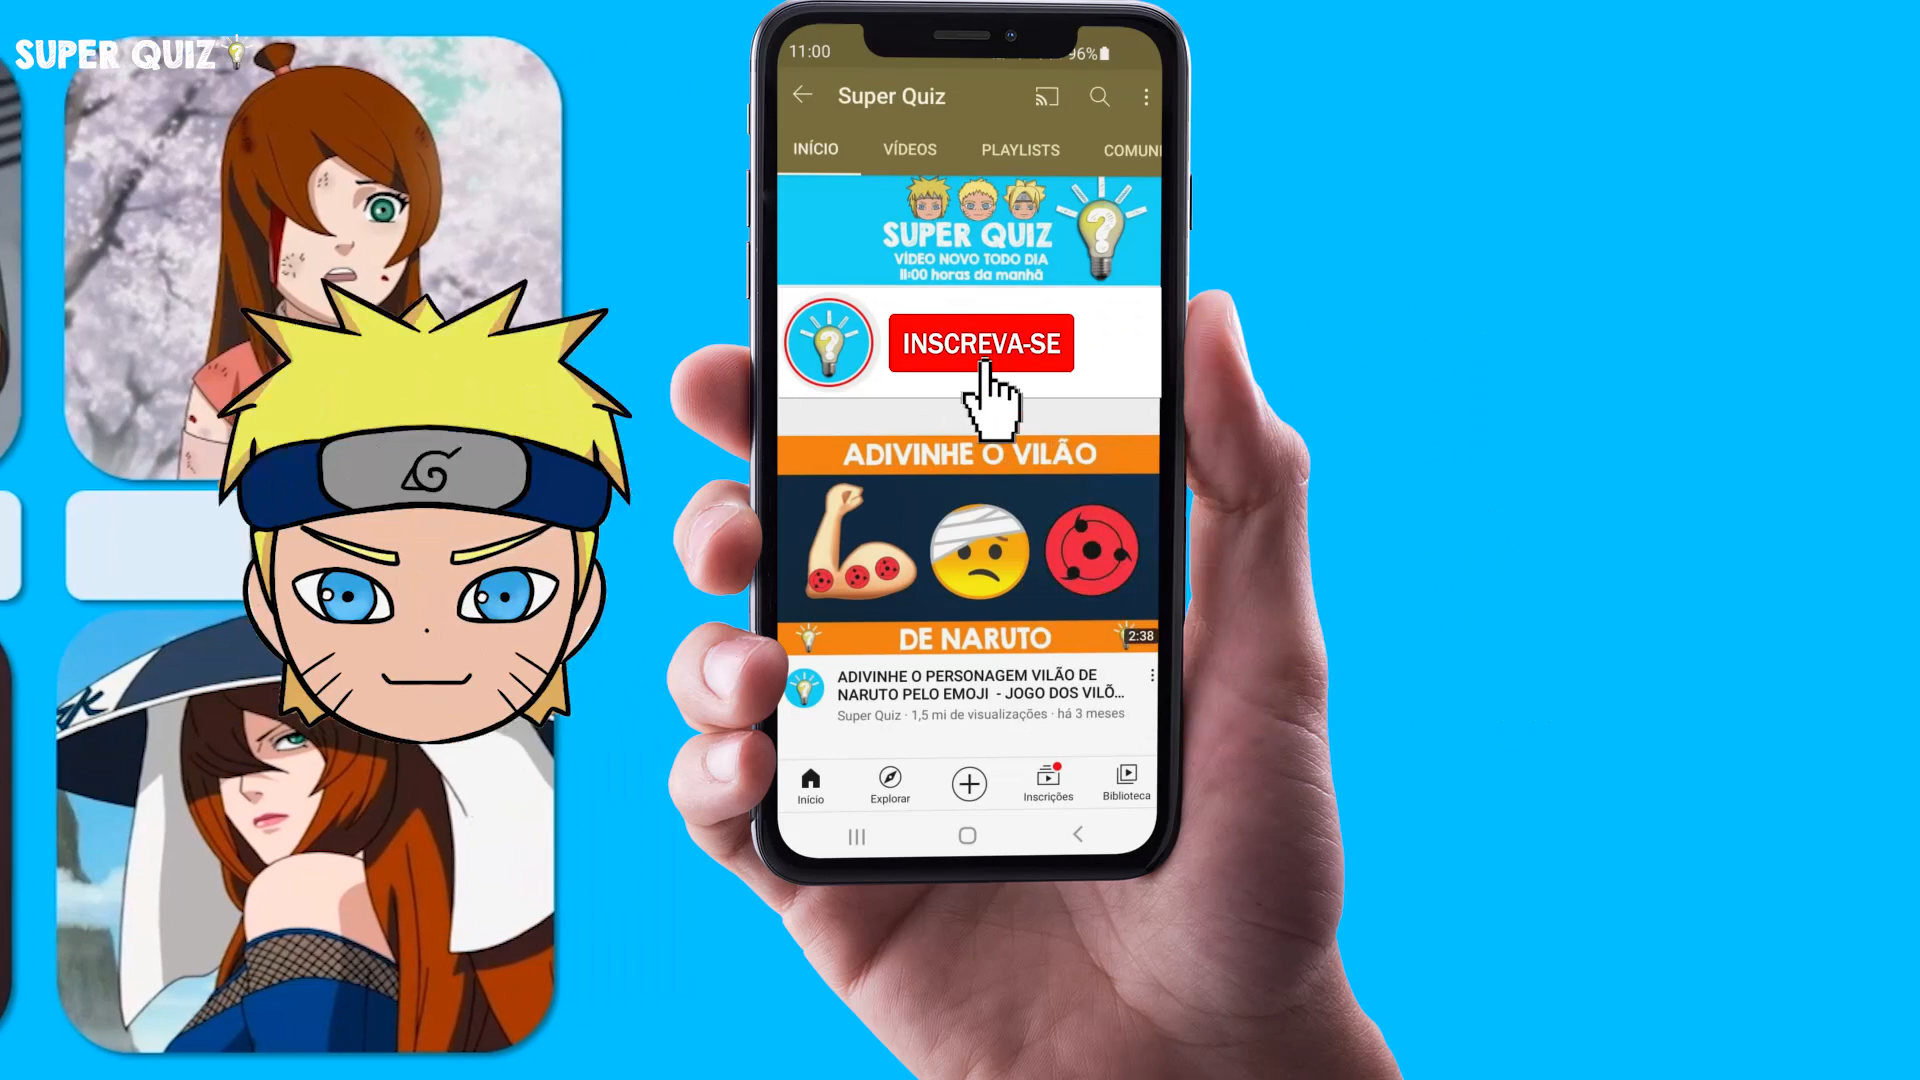 SUPER QUIZ
11:00
96%
Super Quiz
INÍCIO VÍDEOS PLAYLISTS COMUNI
SUPER QUIZ
VÍDEO NOVO TODO DIA
11:00 horas da manhã
INSCREVA-SE
ADIVINHE O VILÃO
DE NARUTO
2:38
ADIVINHE O PERSONAGEM VILÃO DE
NARUTO PELO EMOJI - JOGO DOS VILÕ...
Super Quiz · 1,5 mi de visualizações · há 3 meses
Início Explorar Inscrições Biblioteca